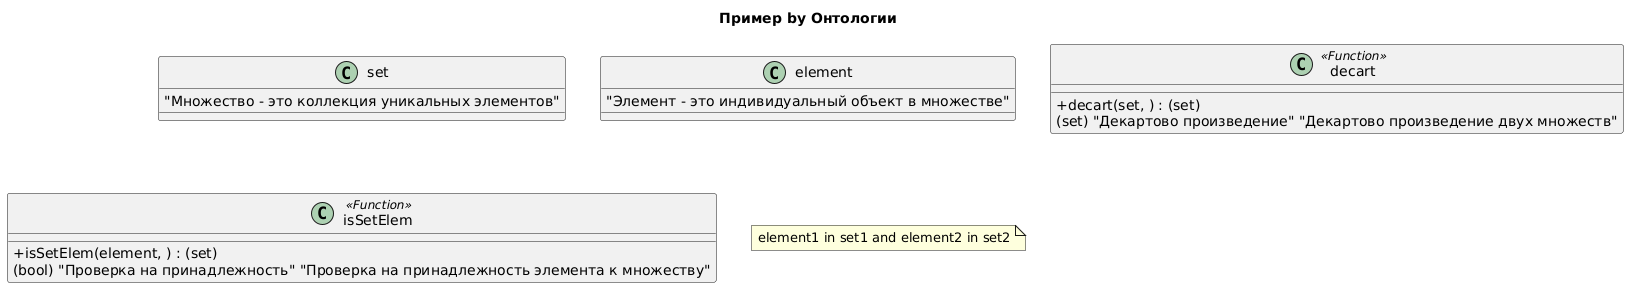 Пример by Онтологии
C set
"Множество - это коллекция уникальных элементов"
C element
"Элемент - это индивидуальный объект в множестве"
«Function»
C decart
+decart(set, ) : (set)
(set) "Декартово произведение" "Декартово произведение двух множеств"
«Function»
C isSetElem
+isSetElem(element, ) : (set)
(bool) "Проверка на принадлежность" "Проверка на принадлежность элемента к множеству"
element1 in set1 and element2 in set2